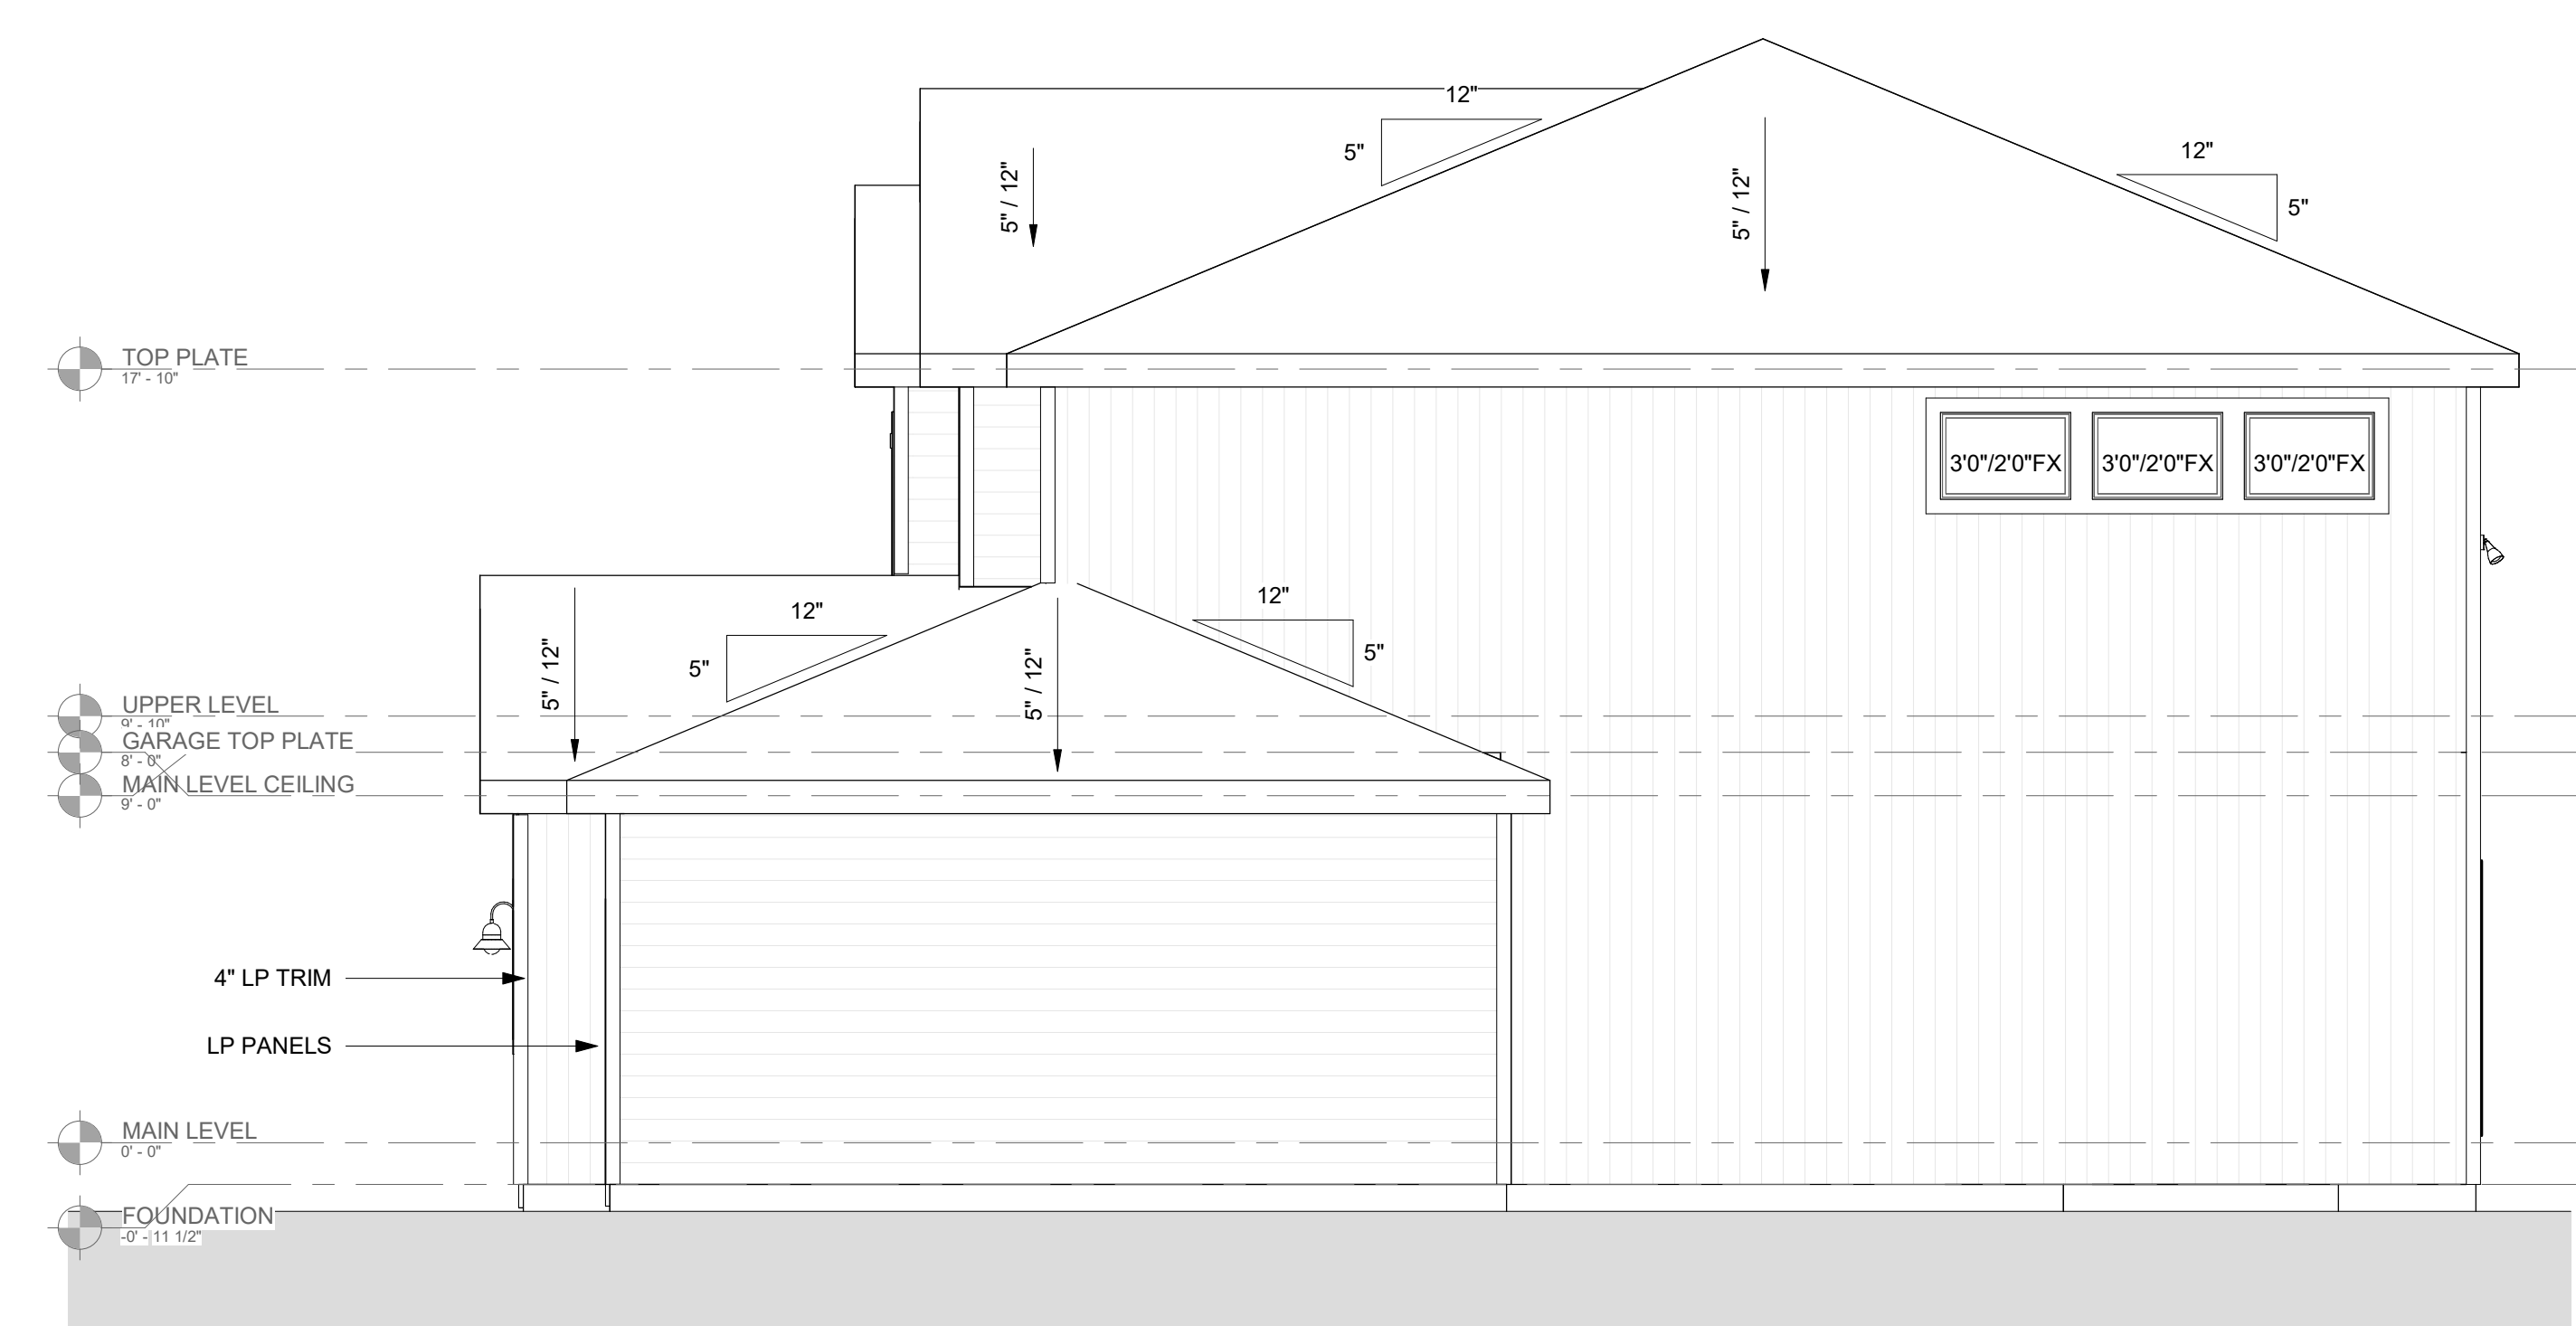 12"
5"
5" / 12"
5" / 12"
12"
5"
TOP PLATE
17' - 10"
3'0"/2'0"FX
3'0"/2'0"FX
3'0"/2'0"FX
12"
5"
5" / 12"
5" / 12"
12"
5"
UPPER LEVEL
9' - 10"
GARAGE TOP PLATE
8' - 0"
MAIN LEVEL CEILING
9' - 0"
4" LP TRIM
LP PANELS
MAIN LEVEL
0' - 0"
FOUNDATION
-0' - 11 1/2"